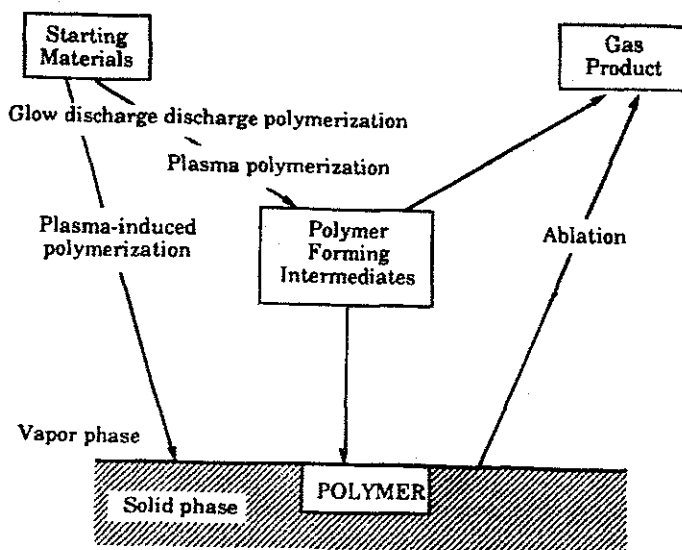 Starting
Materials
Gas
Product
Glow discharge discharge polymerization
Plasma polymerization
Plasma-induced
polymerization
Polymer
Forming
Intermediates
Ablation
Vapor phase
POLYMER
Solid phase